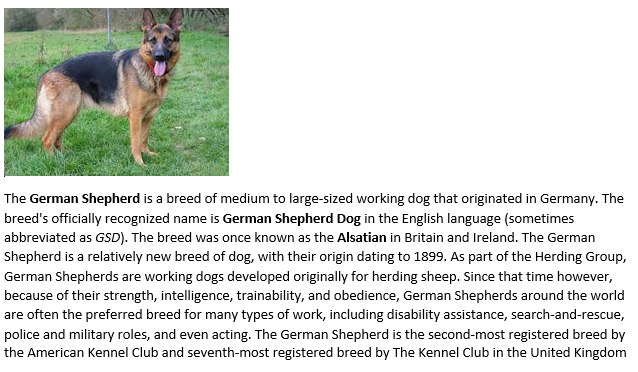 The German Shepherd is a breed of medium to large-sized working dog that originated in Germany. The
breed's officially recognized name is German Shepherd Dog in the English language (sometimes
abbreviated as GSD). The breed was once known as the Alsatian in Britain and Ireland. The German
Shepherd is a relatively new breed of dog, with their origin dating to 1899. As part of the Herding Group,
German Shepherds are working dogs developed originally for herding sheep. Since that time however,
because of their strength, intelligence, trainability, and obedience, German Shepherds around the world
are often the preferred breed for many types of work, including disability assistance, search-and-rescue,
police and military roles, and even acting. The German Shepherd is the second-most registered breed by
the American Kennel Club and seventh-most registered breed by The Kennel Club in the United Kingdom